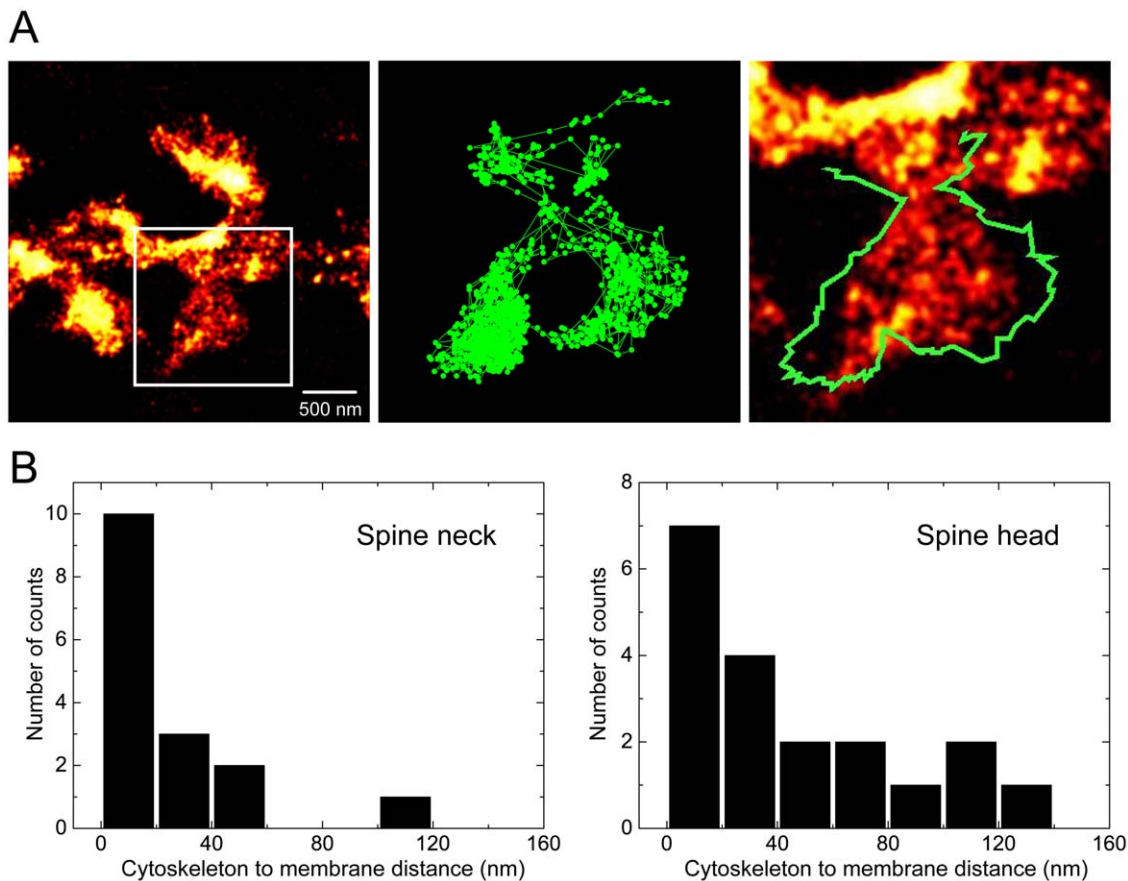 A
500 nm
B
Spine neck
Number of counts
10
8
6
4
2
0
0 40 80 120 160
Cytoskeleton to membrane distance (nm)
Spine head
Number of counts
8
6
4
2
0
0 40 80 120 160
Cytoskeleton to membrane distance (nm)